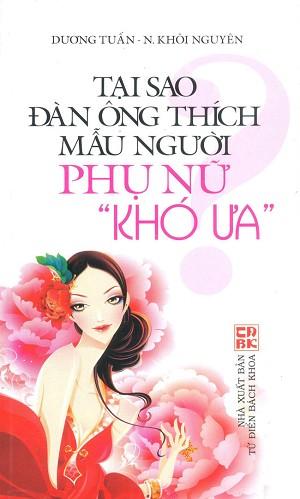 DƯƠNG TUẤN - N. KHÔI NGUYÊN
TẠI SAO
ĐÀN ÔNG THÍCH
MẪU NGƯỜI
PHỤ NỮ
“KHÓ ƯA”
?
TĐBK
NHÀ XUẤT BẢN
TỪ ĐIỂN BÁCH KHOA